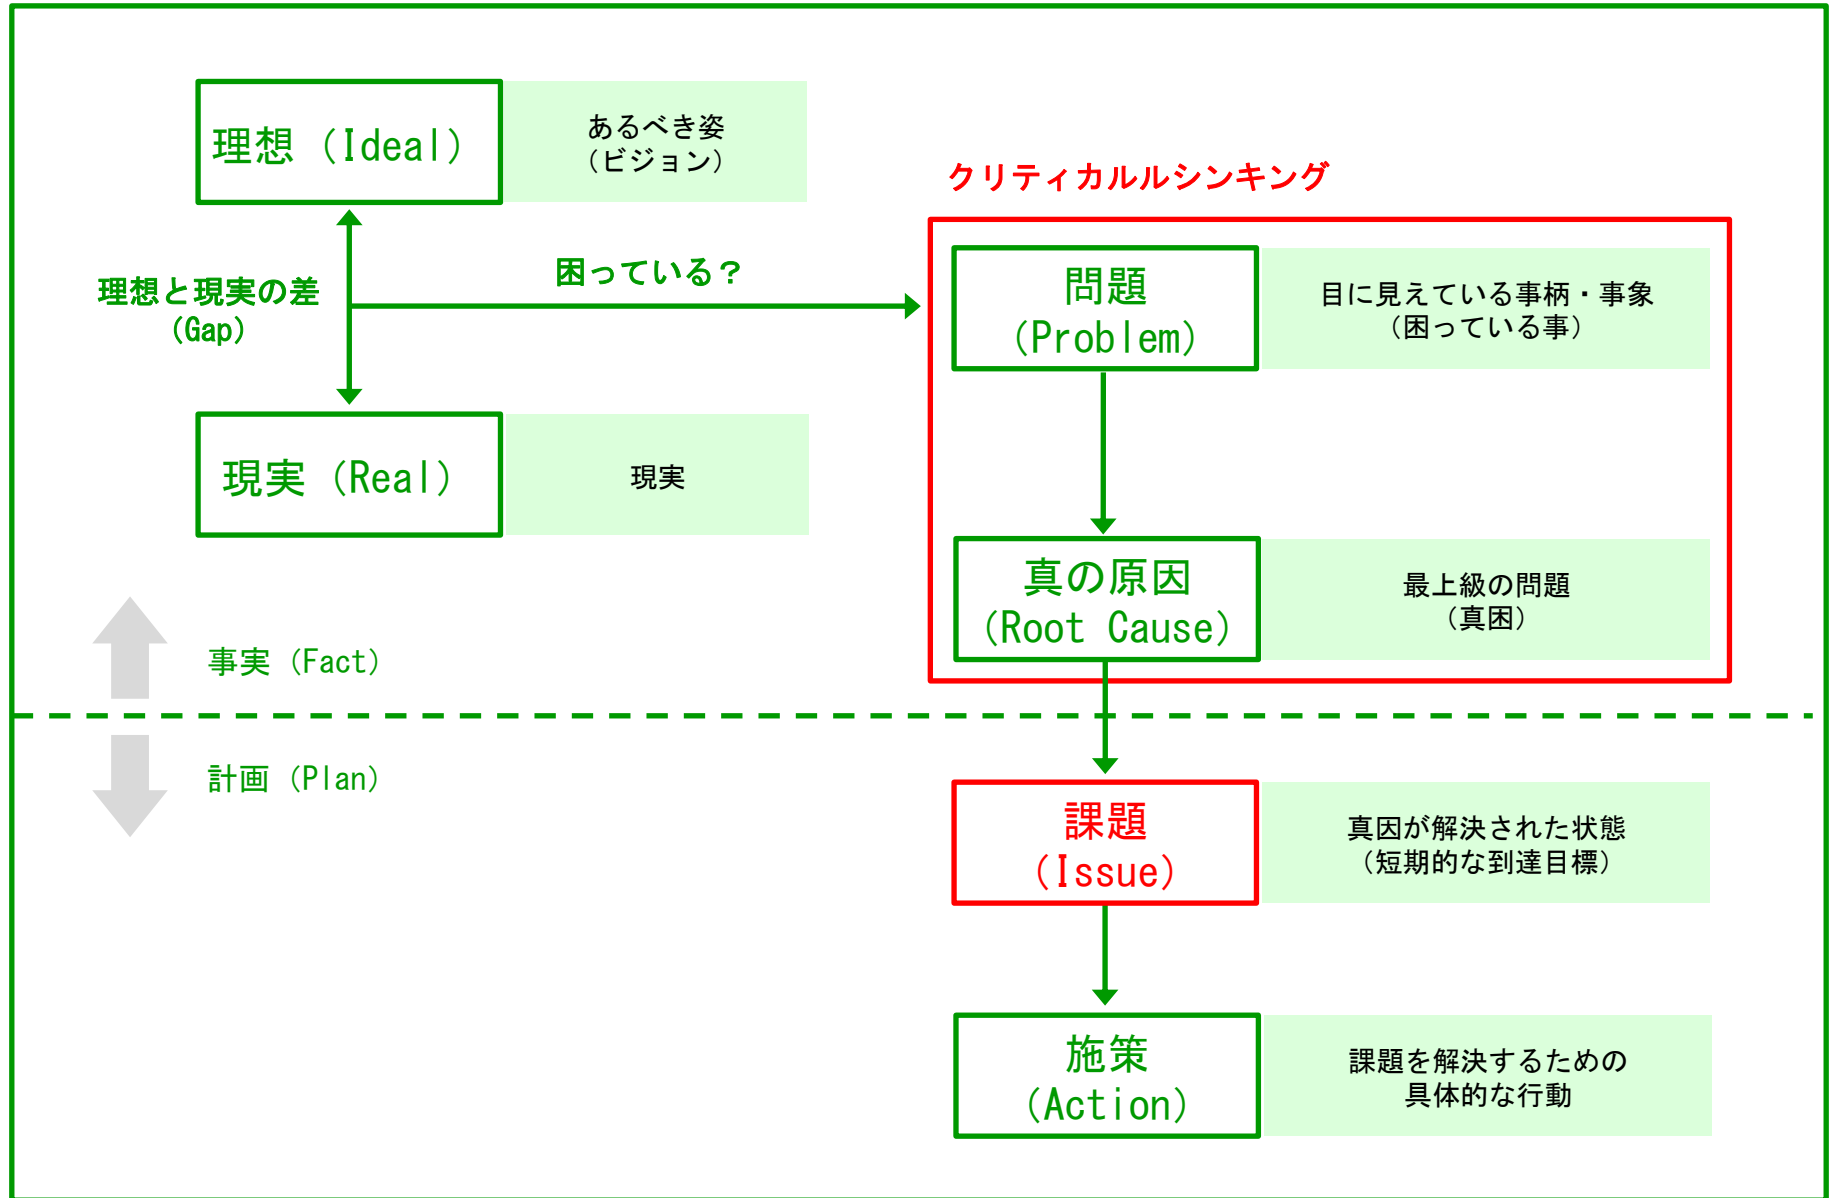 理想 (Ideal)
あるべき姿
(ビジョン)
クリティカルルシンキング
困っている？
理想と現実の差
(Gap)
問題
(Problem)
目に見えている事柄・事象
(困っている事)
現実 (Real)
現実
真の原因
(Root Cause)
最上級の問題
(真困)
事実 (Fact)
計画 (Plan)
課題
(Issue)
真因が解決された状態
(短期的な到達目標)
施策
(Action)
課題を解決するための
具体的な行動